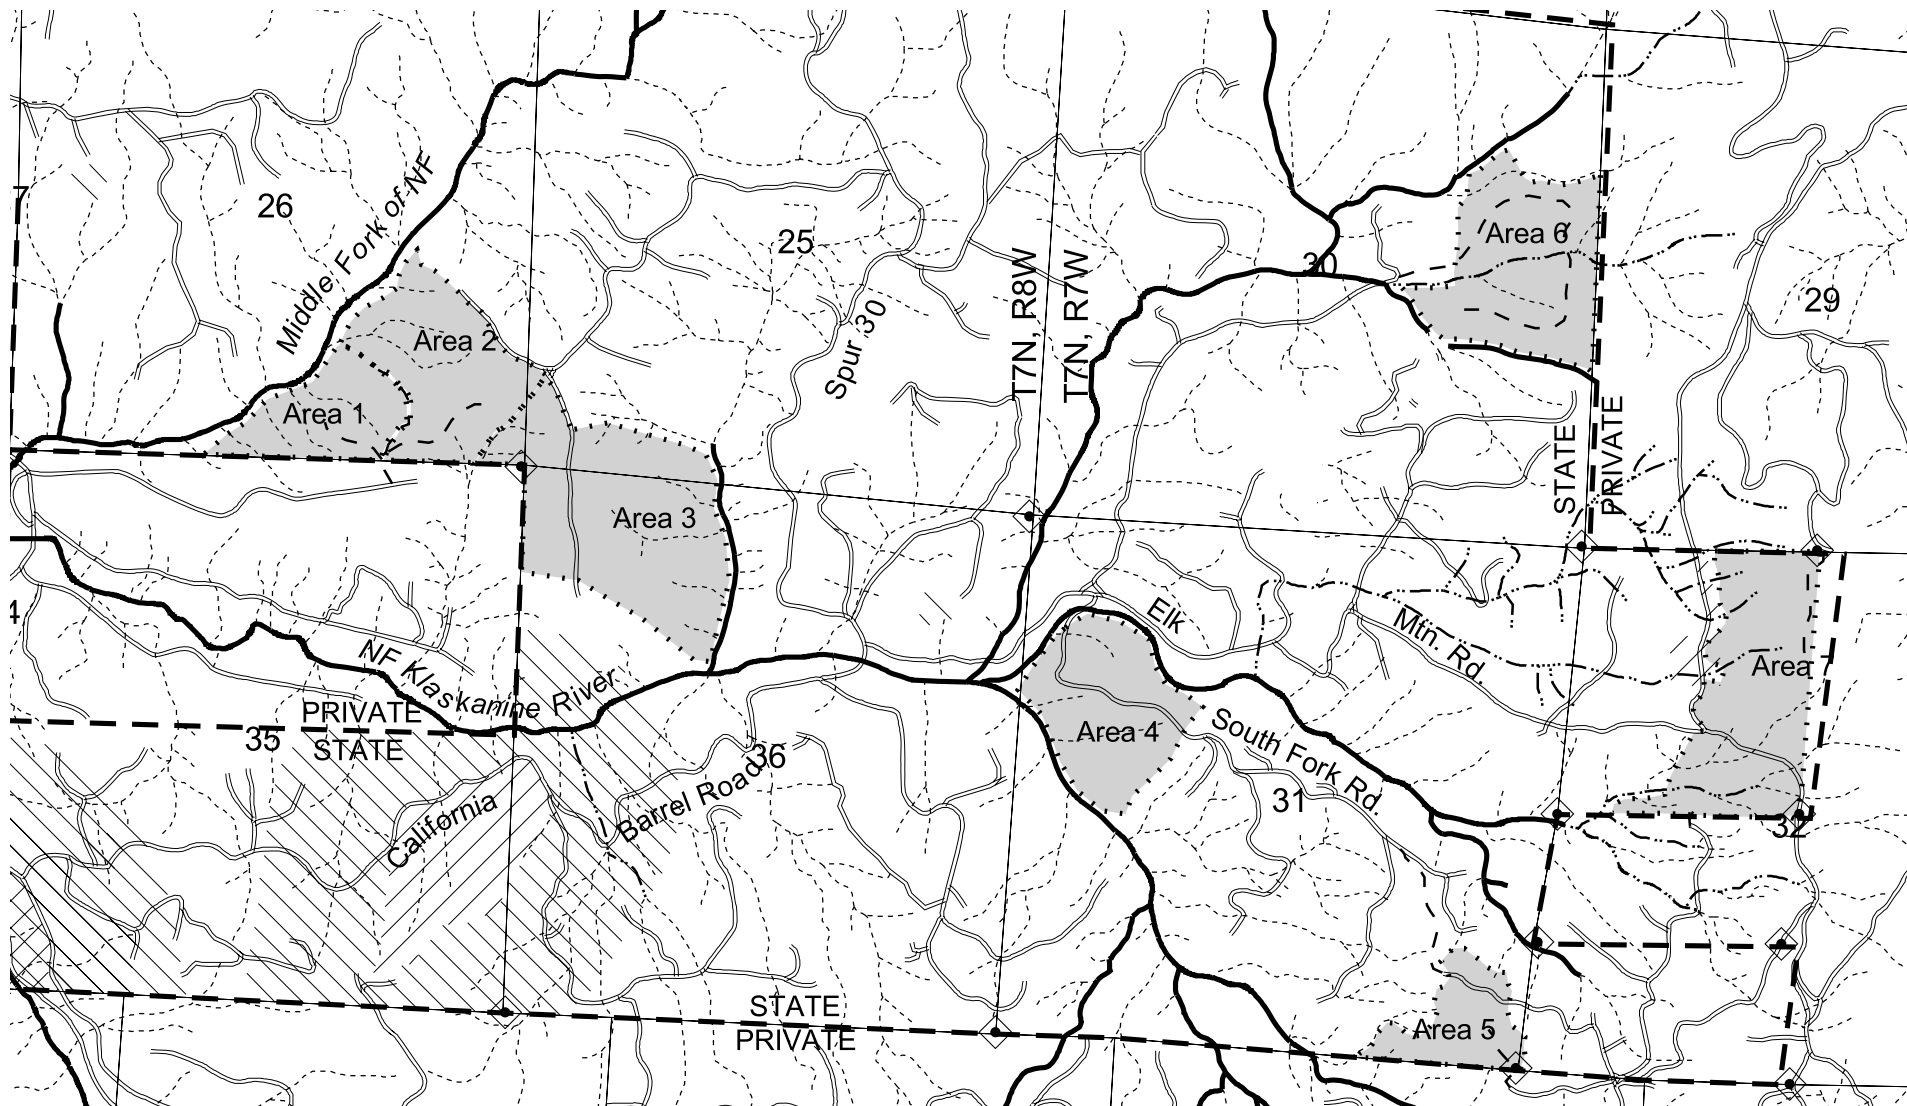 26
25
30
29
7
Middle Fork of NF
T7N, R8W
T7N, R7W
Spur 30
Area 6
Area 2
Area 1
Area 3
STATE
PRIVATE
4
Elk
Mtn. Rd
NF Klaskanine River
Area
PRIVATE
STATE
35
36
Area 4
South Fork Rd.
31
California
Barrel Road
32
STATE
PRIVATE
Area 5